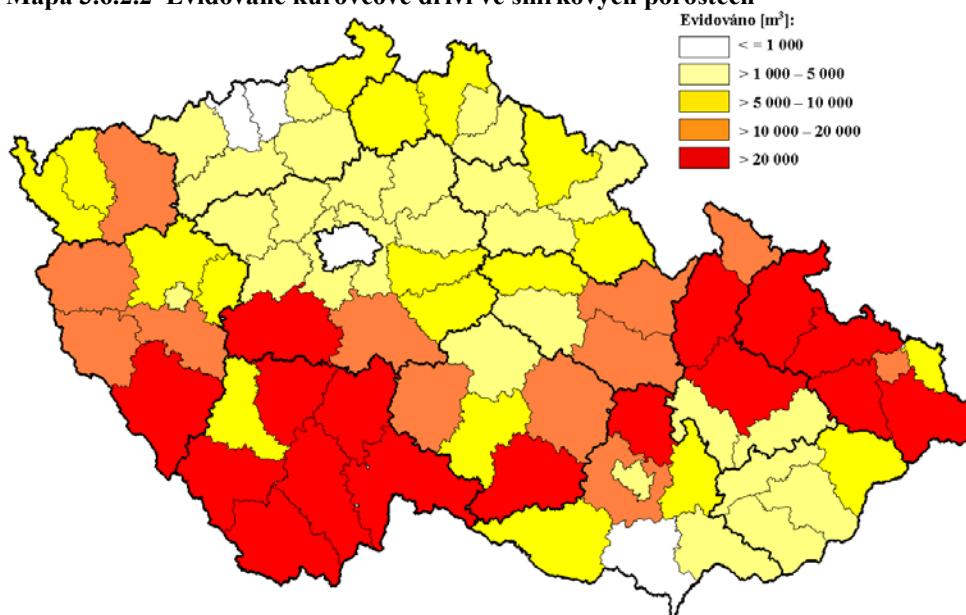 Mapa 3.6.2.2 Evidované kůrovcové dříví ve smrkových porostech
Evidováno [m³]:
< = 1 000
> 1 000 – 5 000
> 5 000 – 10 000
> 10 000 – 20 000
> 20 000